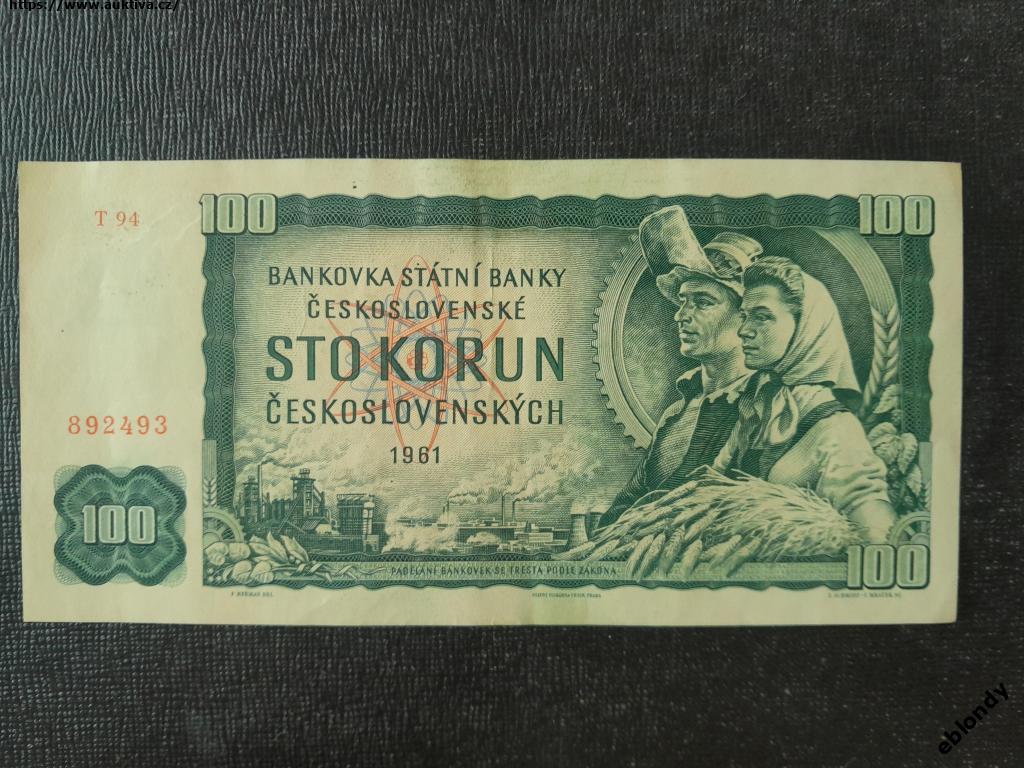 https://www.auktiva.cz/
T 94
100
100
BANKOVKA STÁTNÍ BANKY
ČESKOSLOVENSKÉ
STO KORUN
ČESKOSLOVENSKÝCH
1961
892493
100
100
PADĚLÁNÍ BANKOVEK SE TRESTÁ PODLE ZÁKONA
eblondy